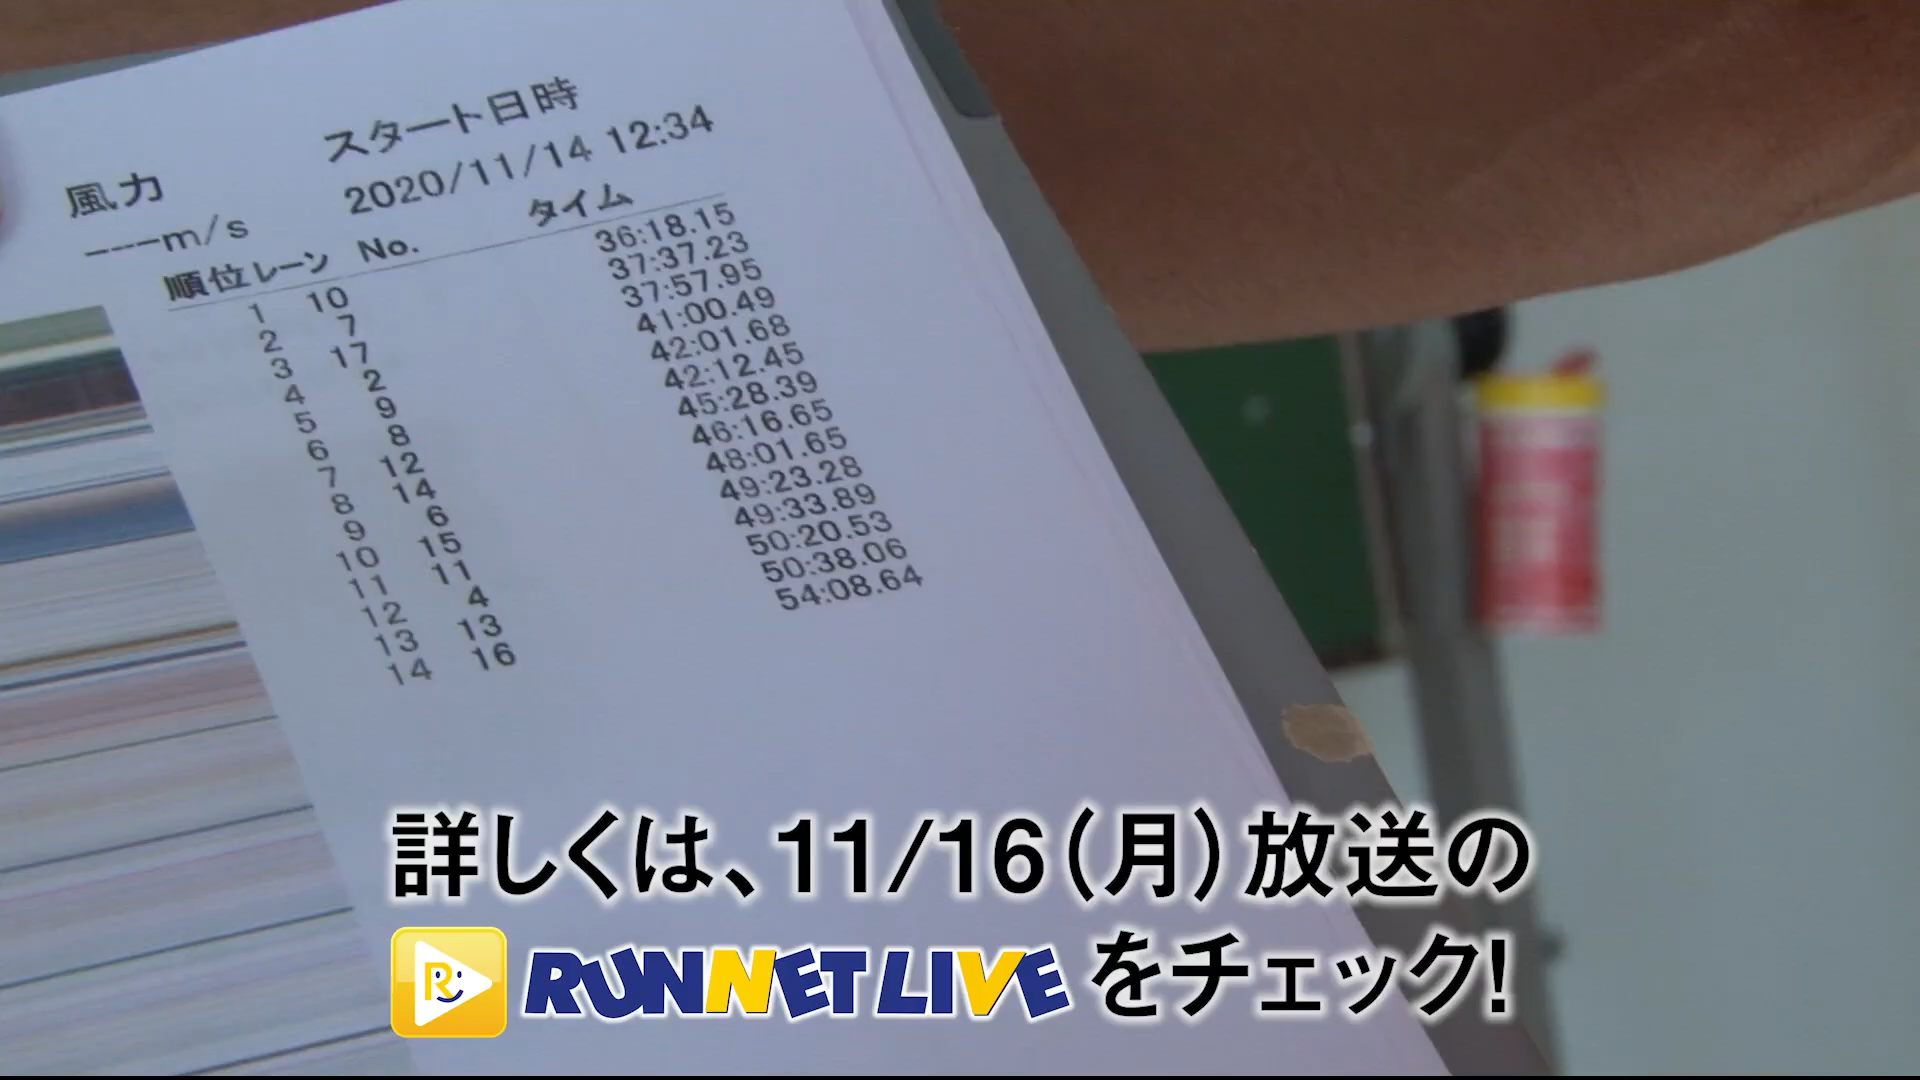 スタート日時
風力 2020/11/14 12:34
---m/s
順位 レーン No. タイム
1 10 36:18.15
2 7 37:37.23
3 17 37:57.95
4 2 41:00.49
5 9 42:01.68
6 8 42:12.45
7 12 45:28.39
8 14 46:16.65
9 6 48:01.65
10 15 49:23.28
11 11 49:33.89
12 4 50:20.53
13 13 50:38.06
14 16 54:08.64
詳しくは、11/16(月)放送の
R RUNNET LIVE をチェック!